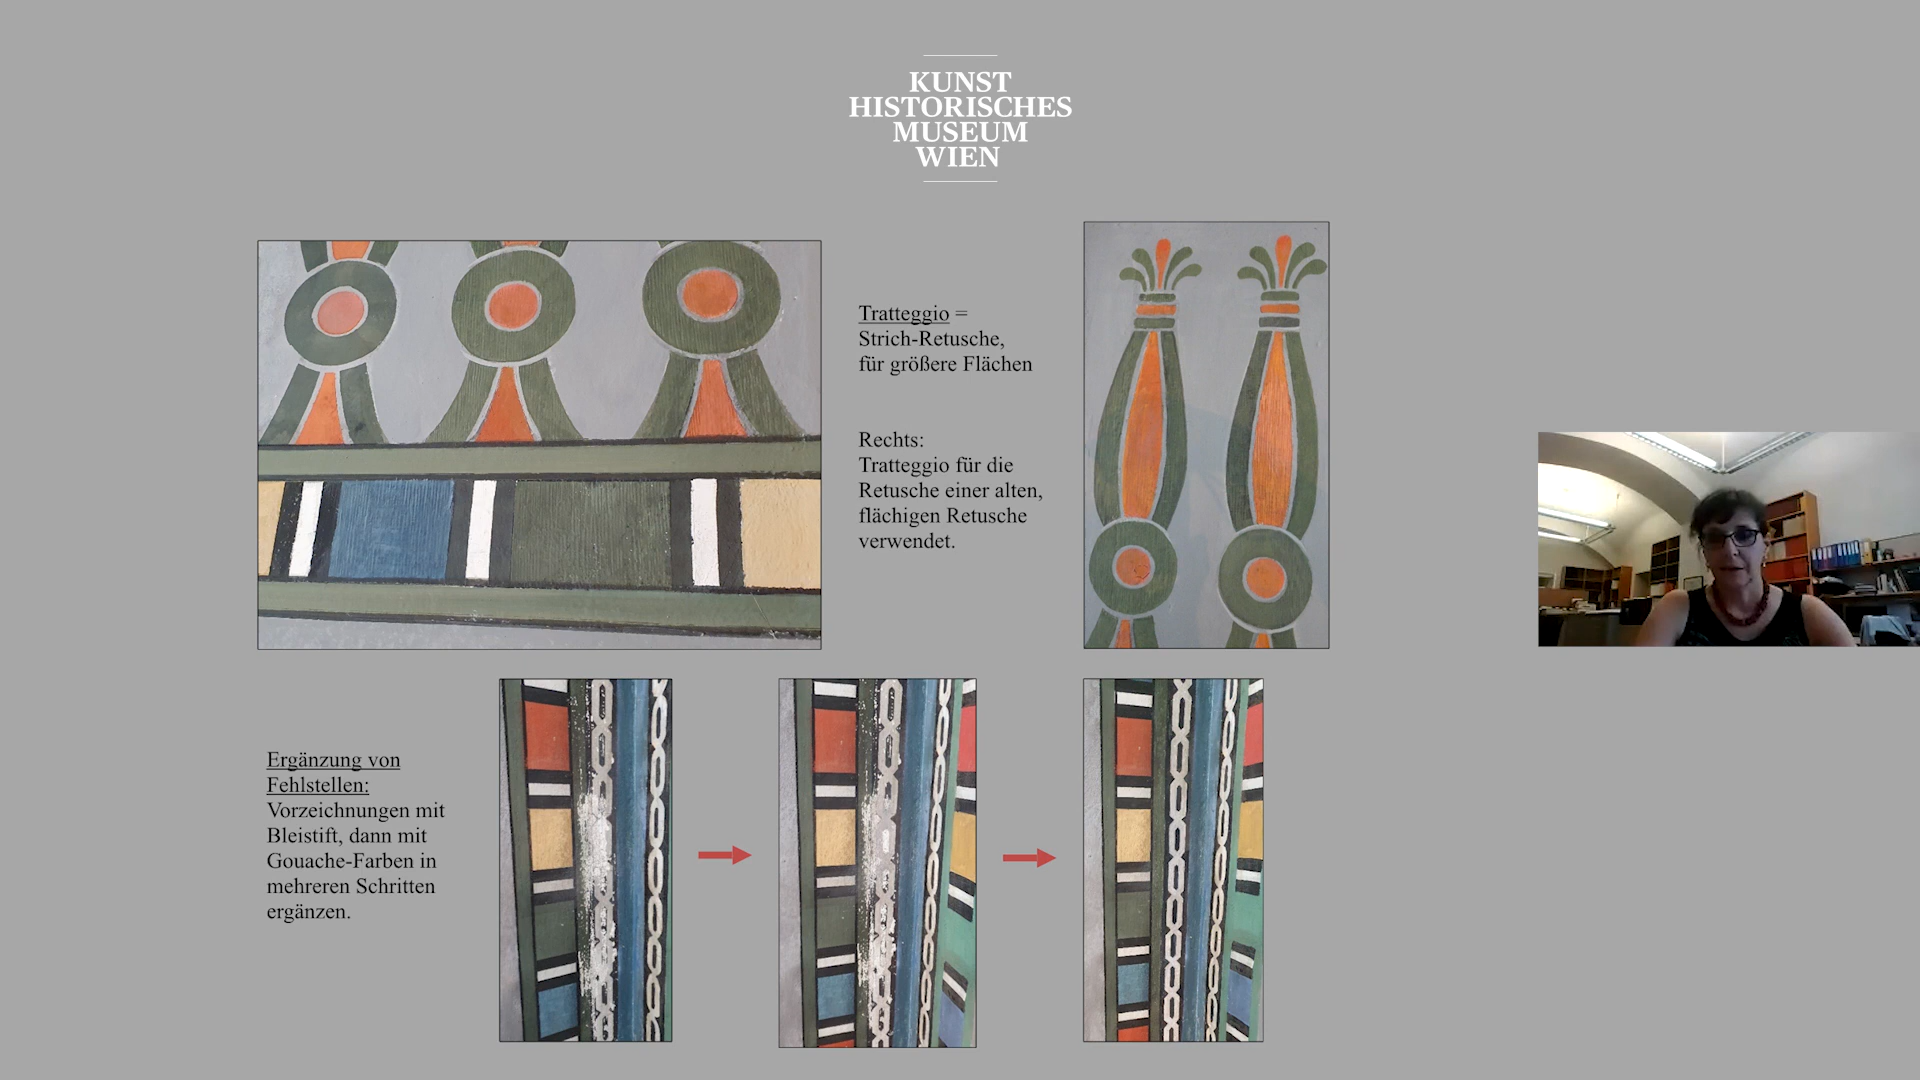 KUNST
HISTORISCHES
MUSEUM
WIEN
Tratteggio =
Strich-Retusche,
für größere Flächen
Rechts:
Tratteggio für die
Retusche einer alten,
flächigen Retusche
verwendet.
Ergänzung von
Fehlstellen:
Vorzeichnungen mit
Bleistift, dann mit
Gouache-Farben in
mehreren Schritten
ergänzen.